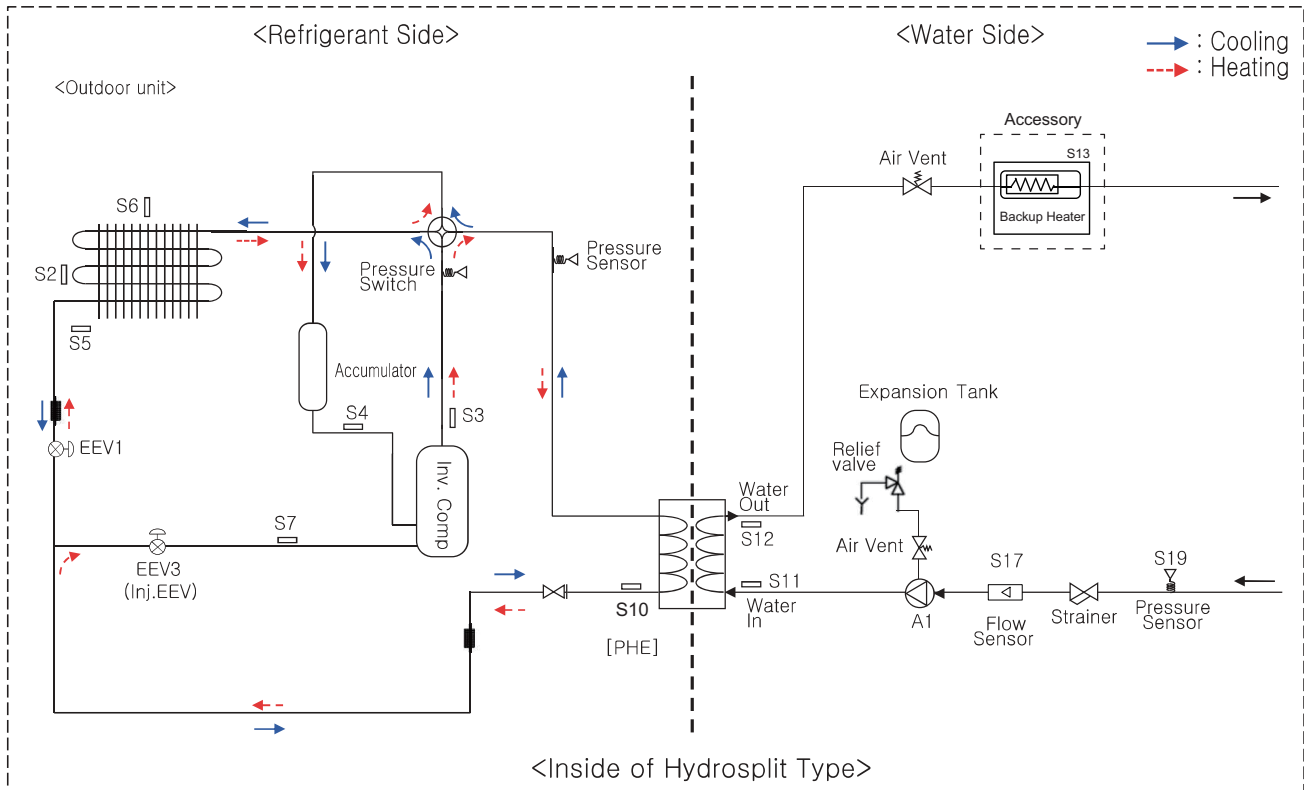 <Refrigerant Side>
<Water Side>
: Cooling
: Heating
<Outdoor unit>
Accessory
S13
Backup Heater
Air Vent
S6
S2
S5
Pressure
Switch
Pressure
Sensor
Accumulator
S4
S3
EEV1
Inv. Comp
S7
EEV3
(Inj.EEV)
S10
[PHE]
Expansion Tank
Relief
valve
Water
Out
S12
Air Vent
S11
Water
In
A1
S17
Flow
Sensor
Strainer
S19
Pressure
Sensor
<Inside of Hydrosplit Type>